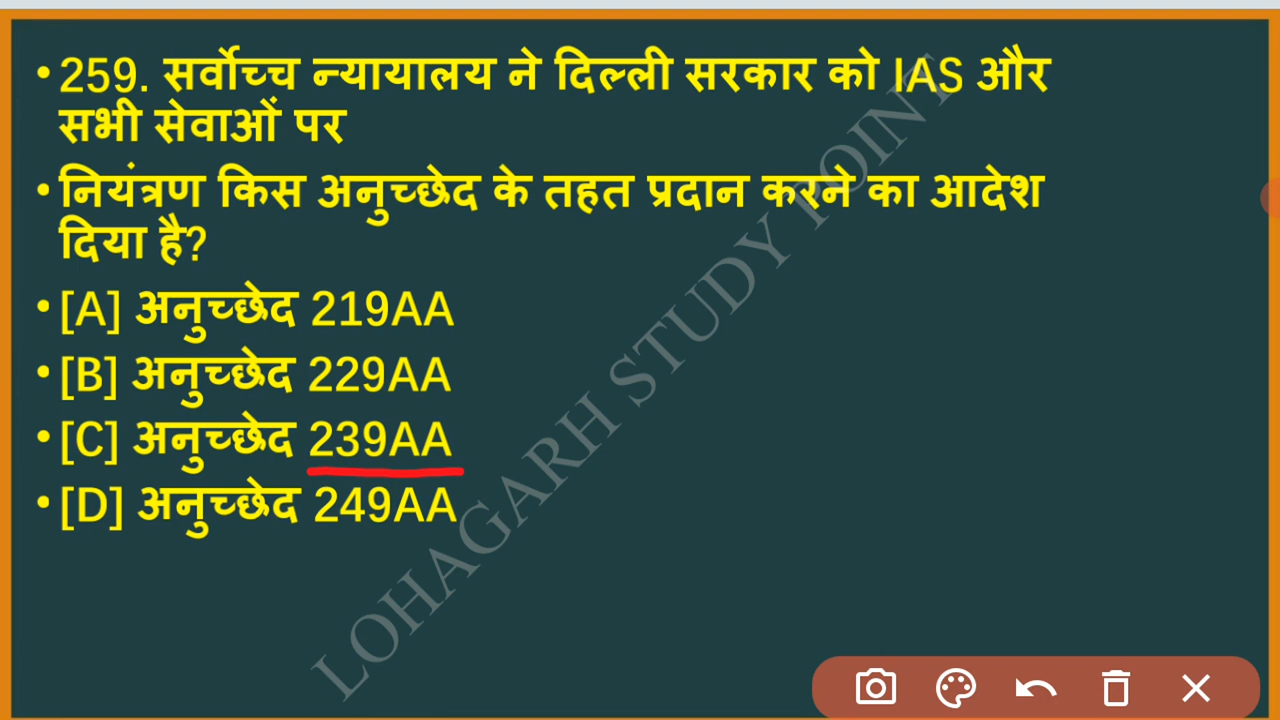 • 259. सर्वोच्च न्यायालय ने दिल्ली सरकार को IAS और
सभी सेवाओं पर
• नियंत्रण किस अनुच्छेद के तहत प्रदान करने का आदेश
दिया है?
• [A] अनुच्छेद 219AA
• [B] अनुच्छेद 229AA
• [C] अनुच्छेद 239AA
• [D] अनुच्छेद 249AA
LOHAGARH STUDY POINT